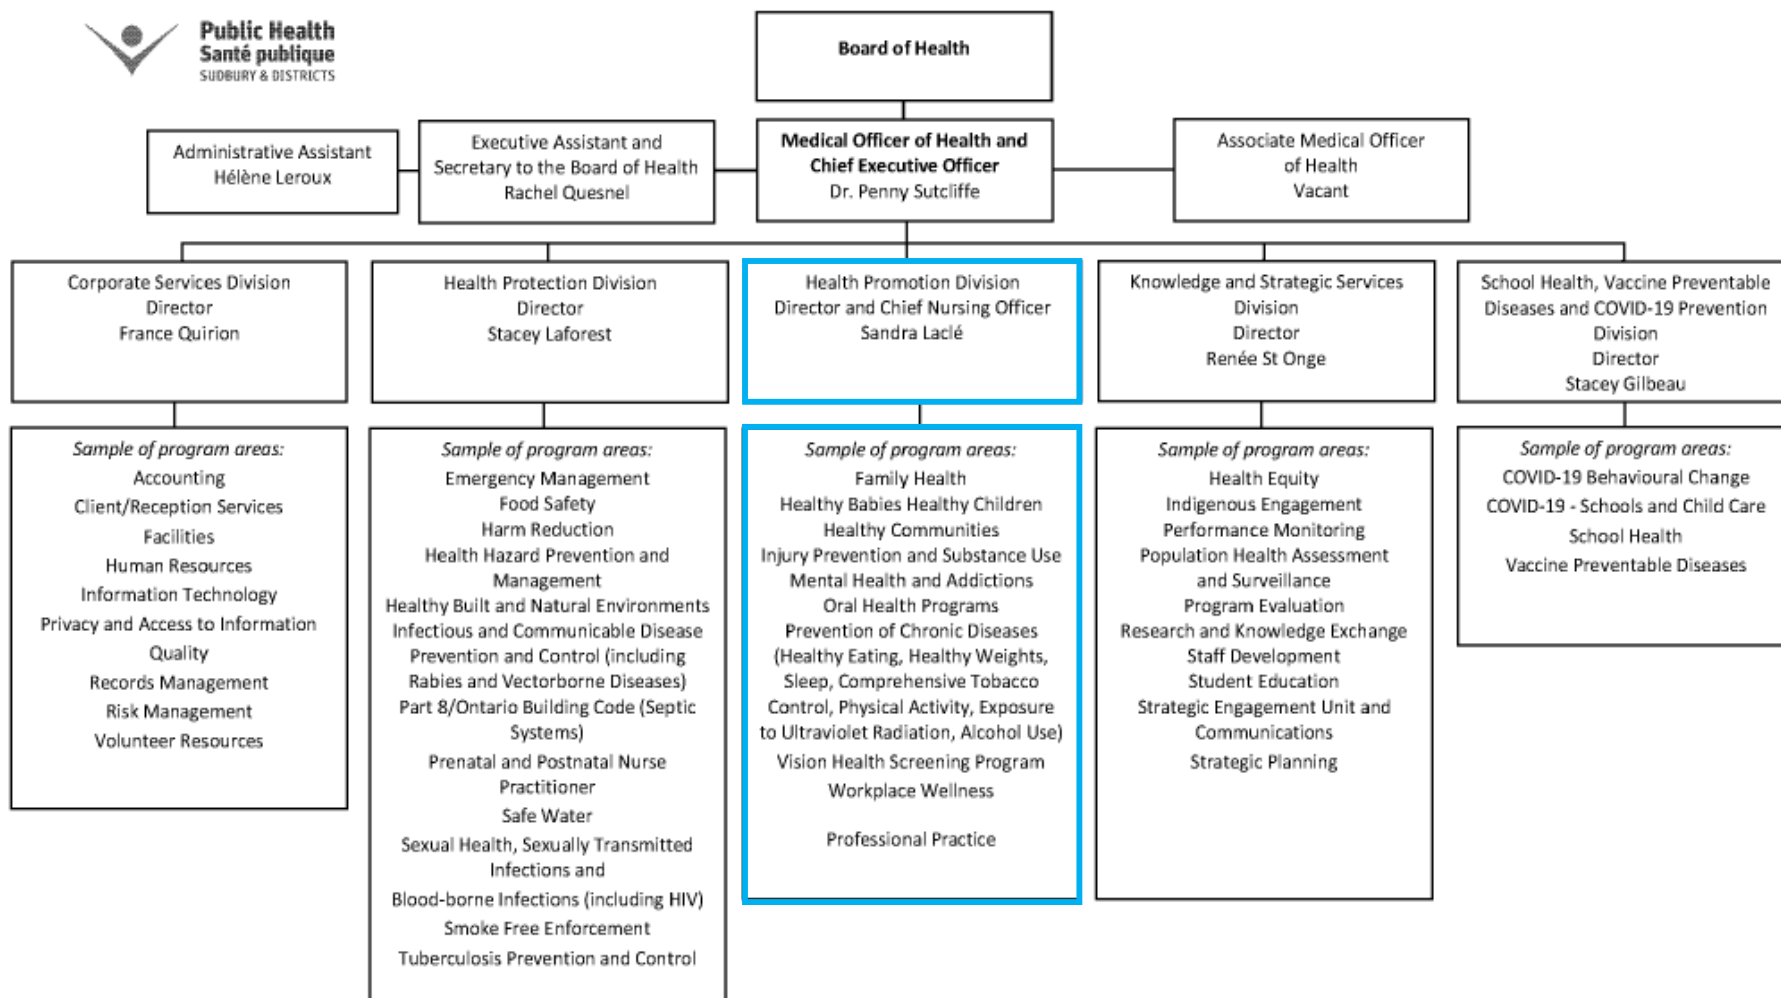 Public Health
Santé publique
SUDBURY & DISTRICTS
Board of Health
Administrative Assistant
Hélène Leroux
Executive Assistant and
Secretary to the Board of Health
Rachel Quesnel
Medical Officer of Health and
Chief Executive Officer
Dr. Penny Sutcliffe
Associate Medical Officer
of Health
Vacant
Corporate Services Division
Director
France Quirion
Health Protection Division
Director
Stacey Laforest
Health Promotion Division
Director and Chief Nursing Officer
Sandra Laclé
Knowledge and Strategic Services
Division
Director
Renée St Onge
School Health, Vaccine Preventable
Diseases and COVID-19 Prevention
Division
Director
Stacey Gilbeau
Sample of program areas:
Accounting
Client/Reception Services
Facilities
Human Resources
Information Technology
Privacy and Access to Information
Quality
Records Management
Risk Management
Volunteer Resources
Sample of program areas:
Emergency Management
Food Safety
Harm Reduction
Health Hazard Prevention and
Management
Healthy Built and Natural Environments
Infectious and Communicable Disease
Prevention and Control (including
Rabies and Vectorborne Diseases)
Part 8/Ontario Building Code (Septic
Systems)
Prenatal and Postnatal Nurse
Practitioner
Safe Water
Sexual Health, Sexually Transmitted
Infections and
Blood-borne Infections (including HIV)
Smoke Free Enforcement
Tuberculosis Prevention and Control
Sample of program areas:
Family Health
Healthy Babies Healthy Children
Healthy Communities
Injury Prevention and Substance Use
Mental Health and Addictions
Oral Health Programs
Prevention of Chronic Diseases
(Healthy Eating, Healthy Weights,
Sleep, Comprehensive Tobacco
Control, Physical Activity, Exposure
to Ultraviolet Radiation, Alcohol Use)
Vision Health Screening Program
Workplace Wellness
Professional Practice
Sample of program areas:
Health Equity
Indigenous Engagement
Performance Monitoring
Population Health Assessment
and Surveillance
Program Evaluation
Research and Knowledge Exchange
Staff Development
Student Education
Strategic Engagement Unit and
Communications
Strategic Planning
Sample of program areas:
COVID-19 Behavioural Change
COVID-19 - Schools and Child Care
School Health
Vaccine Preventable Diseases